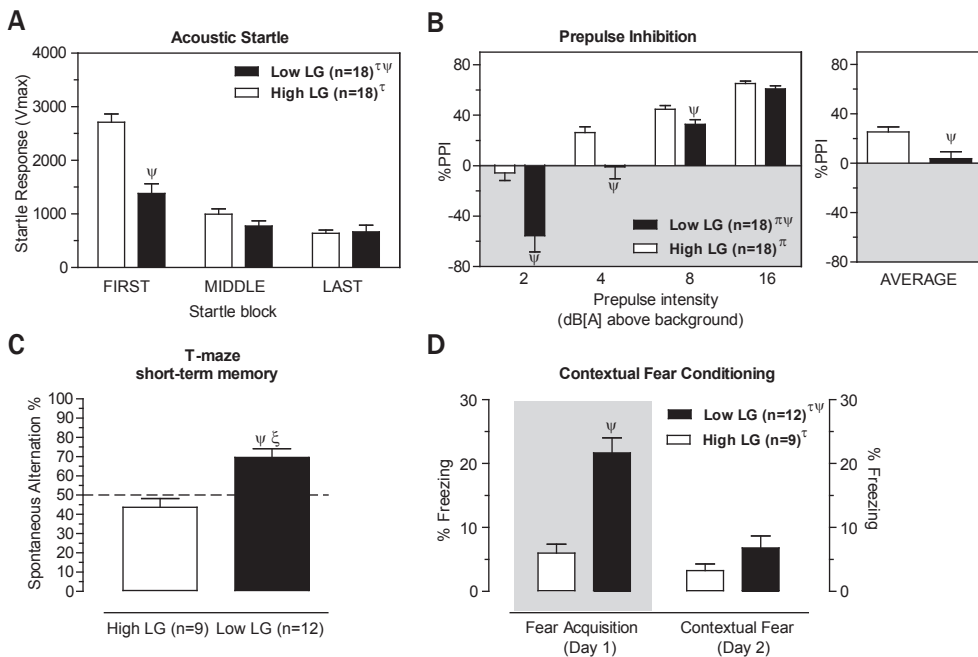 A
Acoustic Startle
4000
3000
2000
1000
0
Startle Response (Vmax)
Low LG (n=18)τψ
High LG (n=18)τ
ψ
FIRST MIDDLE LAST
Startle block
B
Prepulse Inhibition
80
40
0
-40
-80
%PPI
ψ
ψ
ψ
Low LG (n=18)πψ
High LG (n=18)π
2 4 8 16
Prepulse intensity
(dB[A] above background)
80
40
0
-40
-80
%PPI
ψ
AVERAGE
C
T-maze
short-term memory
100
90
80
70
60
50
40
30
20
10
0
Spontaneous Alternation %
ψ ξ
High LG (n=9) Low LG (n=12)
D
Contextual Fear Conditioning
30
20
10
0
% Freezing
ψ
Low LG (n=12)τψ
High LG (n=9)τ
30
20
10
0
% Freezing
Fear Acquisition
(Day 1)
Contextual Fear
(Day 2)